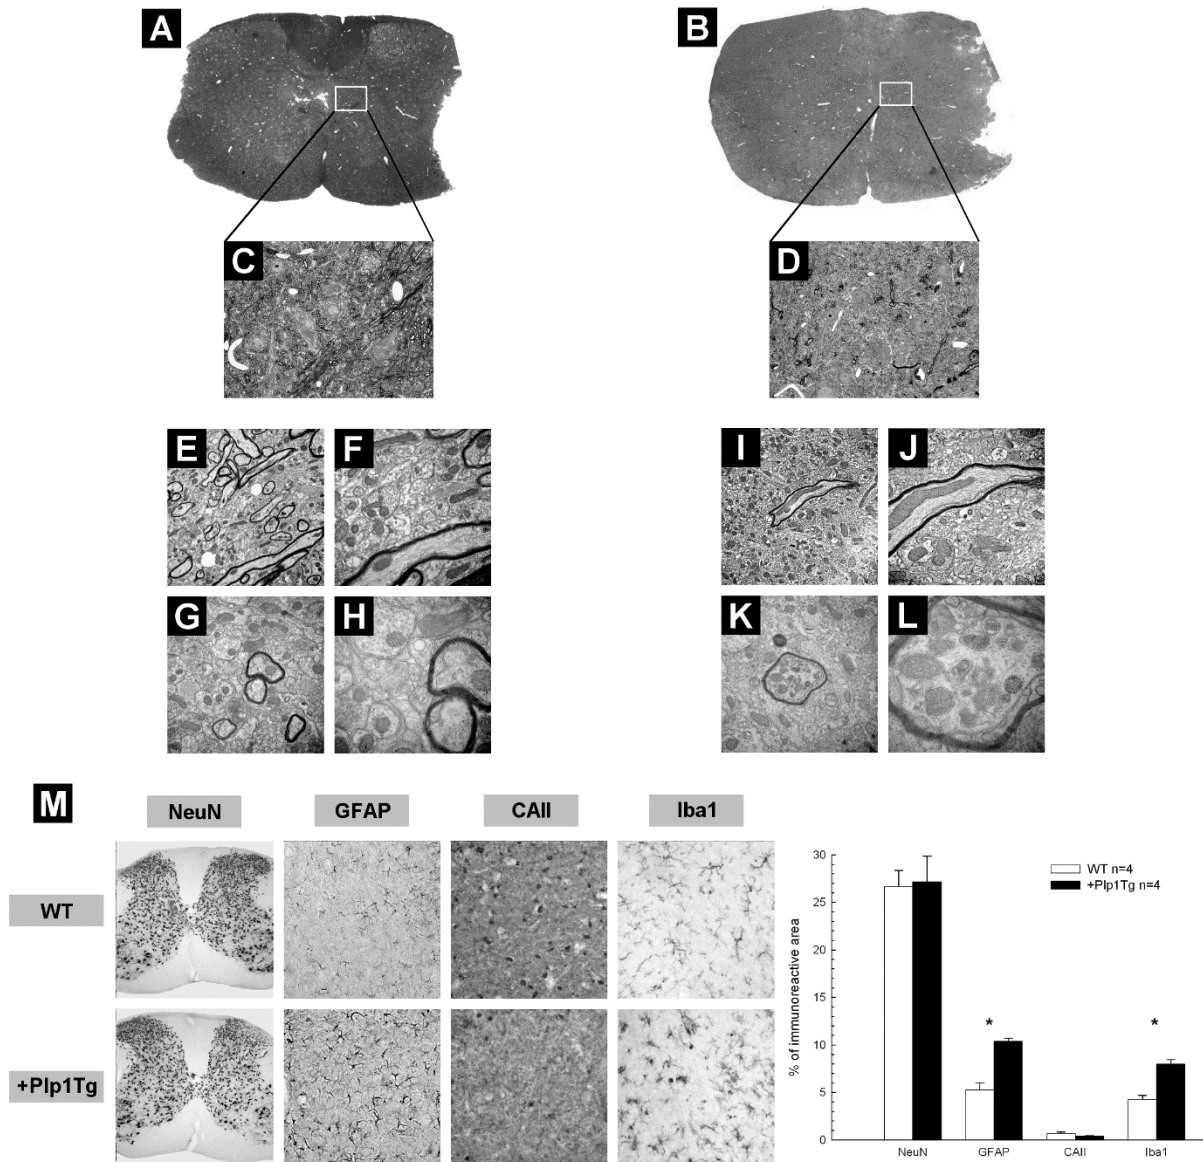 A
B
C
D
E
F
I
J
G
H
K
L
M
NeuN
GFAP
CAII
Iba1
WT
+Plp1Tg
% of immunoreactive area
30
25
20
15
10
5
0
WT n=4
+Plp1Tg n=4
*
*
NeuN
GFAP
CAII
Iba1